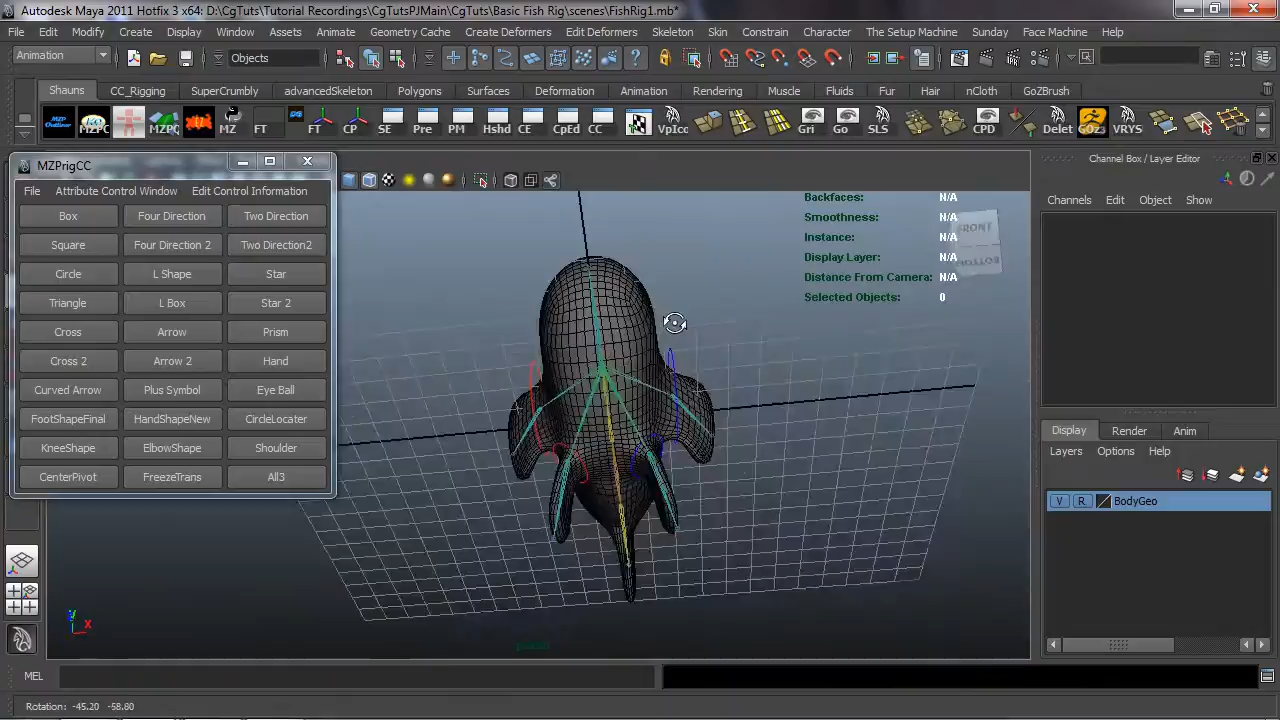 Autodesk Maya 2011 Hotfix 3 x64: D:\CgTuts\Tutorial Recordings\CgTutsPJMain\CgTuts\Basic Fish Rig\scenes\FishRig1.mb*
File Edit Modify Create Display Window Assets Animate Geometry Cache Create Deformers Edit Deformers Skeleton Skin Constrain Character The Setup Machine Sunday Face Machine Help
Animation Objects
Shauns CC_Rigging SuperCrumbly advancedSkeleton Polygons Surfaces Deformation Animation Rendering Muscle Fluids Fur Hair nCloth GoZBrush
MZ FT FT CP SE Pre PM Hshd CE CpEd CC VpIcc Gri Go SLS CPD Delet GOz3 VRYS
MZPrigCC
File Attribute Control Window Edit Control Information
Box Four Direction Two Direction
Square Four Direction 2 Two Direction2
Circle L Shape Star
Triangle L Box Star 2
Cross Arrow Prism
Cross 2 Arrow 2 Hand
Curved Arrow Plus Symbol Eye Ball
FootShapeFinal HandShapeNew CircleLocater
KneeShape ElbowShape Shoulder
CenterPivot FreezeTrans All3
Backfaces: N/A
Smoothness: N/A
Instance: N/A
Display Layer: N/A
Distance From Camera: N/A
Selected Objects: 0
FRONT
BOTTOM
Channel Box / Layer Editor
Channels Edit Object Show
Display Render Anim
Layers Options Help
V R BodyGeo
Y
X
MEL
Rotation: -45.20 -58.80